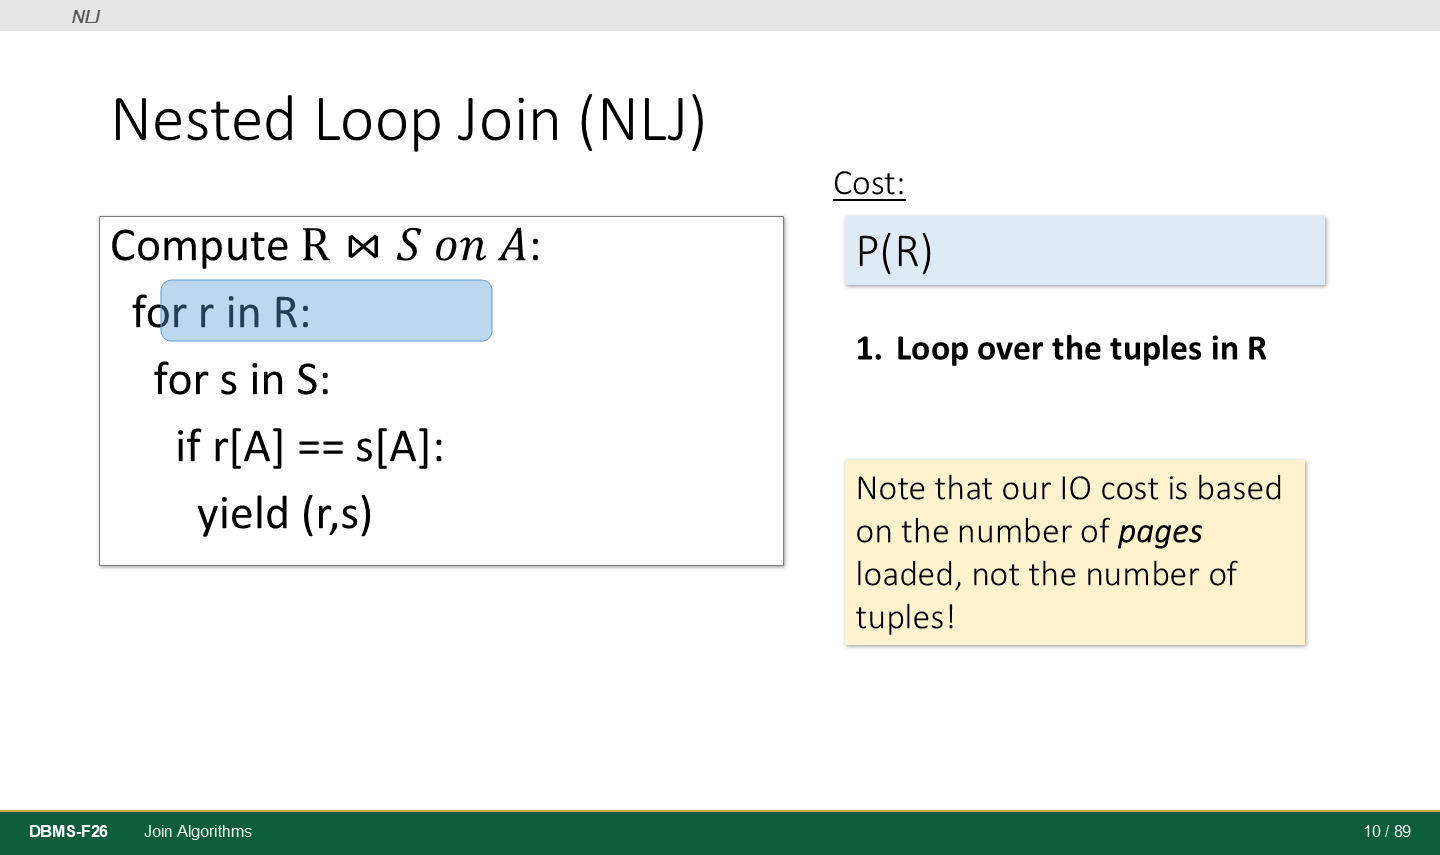 NLJ
Nested Loop Join (NLJ)
Cost:
Compute R ⋈ S on A:
for r in R:
for s in S:
if r[A] == s[A]:
yield (r,s)
P(R)
1. Loop over the tuples in R
Note that our IO cost is based
on the number of pages
loaded, not the number of
tuples!
DBMS-F26 Join Algorithms 10 / 89